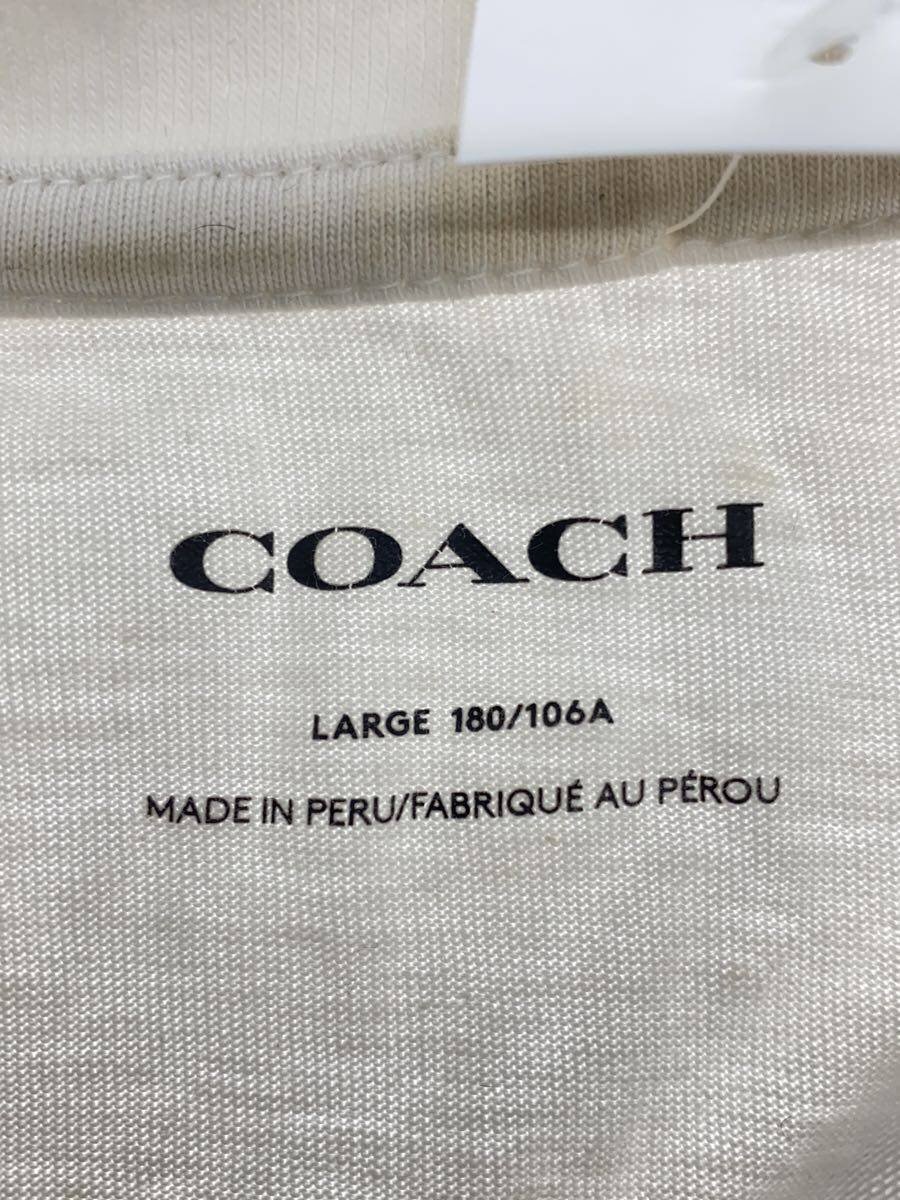 COACH
LARGE 180/106A
MADE IN PERU/FABRIQUÉ AU PÉROU